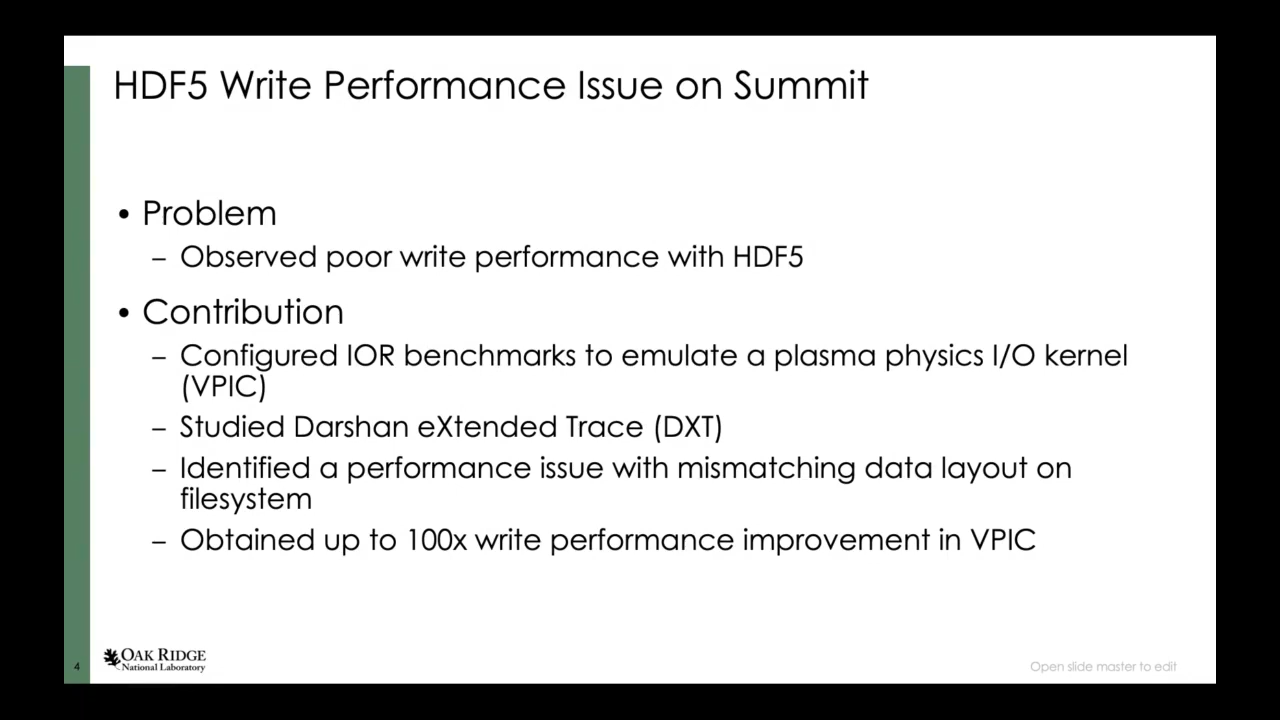 HDF5 Write Performance Issue on Summit
• Problem
– Observed poor write performance with HDF5
• Contribution
– Configured IOR benchmarks to emulate a plasma physics I/O kernel
(VPIC)
– Studied Darshan eXtended Trace (DXT)
– Identified a performance issue with mismatching data layout on
filesystem
– Obtained up to 100x write performance improvement in VPIC
4
OAK RIDGE
National Laboratory
Open slide master to edit